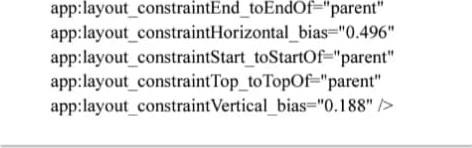 app:layout_constraintEnd_toEndOf="parent"
app:layout_constraintHorizontal_bias="0.496"
app:layout_constraintStart_toStartOf="parent"
app:layout_constraintTop_toTopOf="parent"
app:layout_constraintVertical_bias="0.188" />